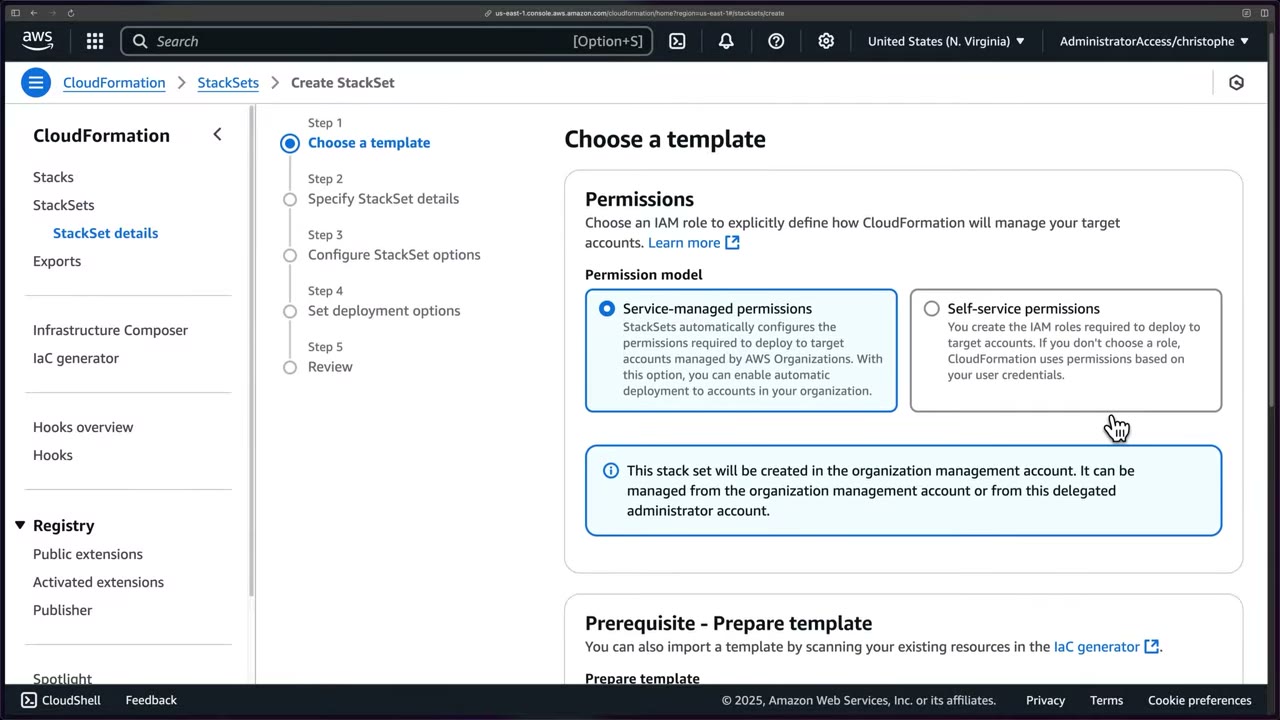 us-east-1.console.aws.amazon.com/cloudformation/home?region=us-east-1#/stacksets/create
aws
Search
[Option+S]
United States (N. Virginia)
AdministratorAccess/christophe
CloudFormation
StackSets
Create StackSet
CloudFormation
Stacks
StackSets
StackSet details
Exports
Infrastructure Composer
IaC generator
Hooks overview
Hooks
Registry
Public extensions
Activated extensions
Publisher
Spotlight
Step 1
Choose a template
Step 2
Specify StackSet details
Step 3
Configure StackSet options
Step 4
Set deployment options
Step 5
Review
Choose a template
Permissions
Choose an IAM role to explicitly define how CloudFormation will manage your target
accounts. Learn more
Permission model
Service-managed permissions
StackSets automatically configures the
permissions required to deploy to target
accounts managed by AWS Organizations. With
this option, you can enable automatic
deployment to accounts in your organization.
Self-service permissions
You create the IAM roles required to deploy to
target accounts. If you don't choose a role,
CloudFormation uses permissions based on
your user credentials.
This stack set will be created in the organization management account. It can be
managed from the organization management account or from this delegated
administrator account.
Prerequisite - Prepare template
You can also import a template by scanning your existing resources in the IaC generator.
Prepare template
CloudShell
Feedback
© 2025, Amazon Web Services, Inc. or its affiliates.
Privacy
Terms
Cookie preferences